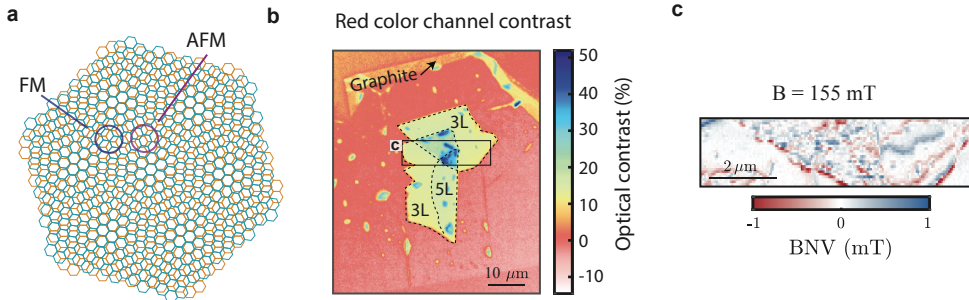 a
AFM
FM
b
Red color channel contrast
Graphite
3L
c
5L
3L
10 μm
50
40
30
20
10
0
-10
Optical contrast (%)
c
B = 155 mT
2 μm
-1
0
1
BNV (mT)